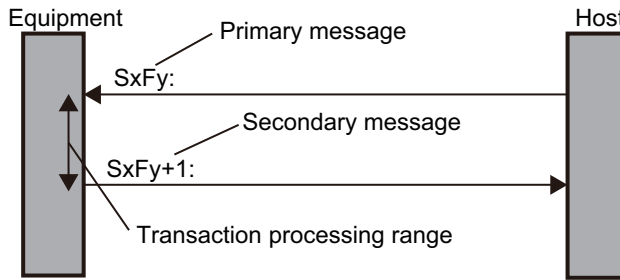 Equipment
Host
Primary message
SxFy:
Secondary message
SxFy+1:
Transaction processing range